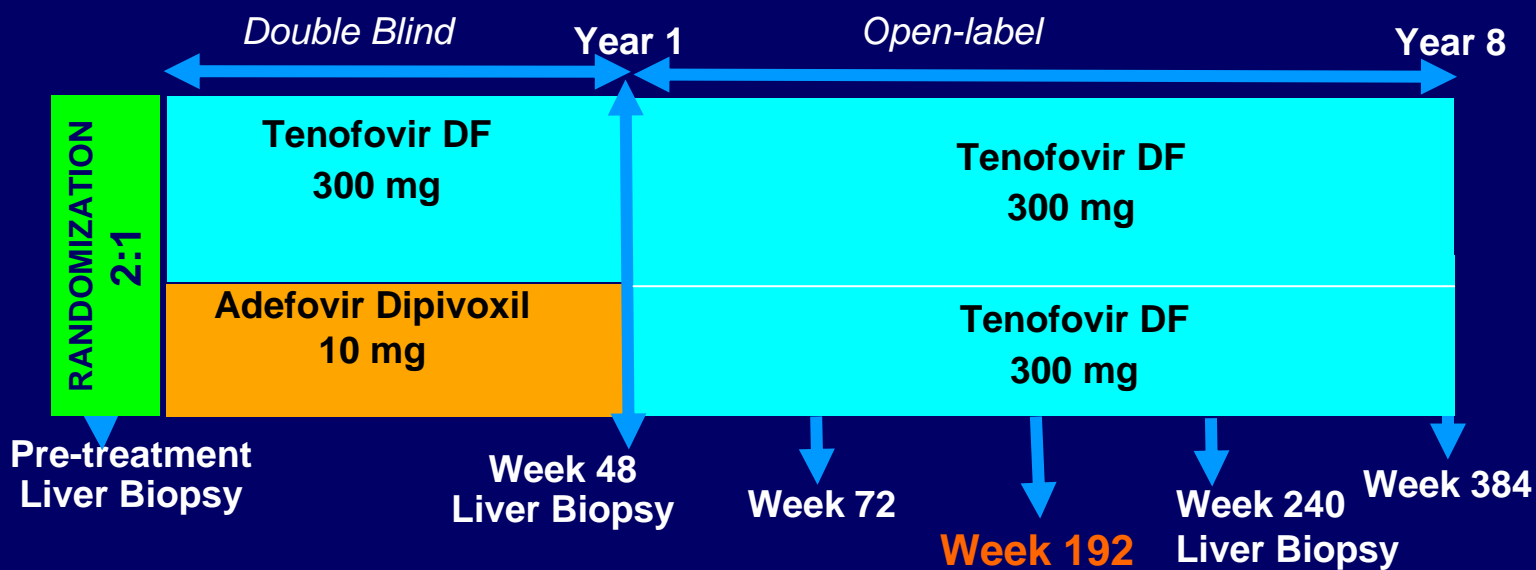 Double Blind
Year 1
Open-label
Year 8
RANDOMIZATION
2:1
Tenofovir DF
300 mg
Tenofovir DF
300 mg
Adefovir Dipivoxil
10 mg
Tenofovir DF
300 mg
Pre-treatment
Liver Biopsy
Week 48
Liver Biopsy
Week 72
Week 192
Week 240
Liver Biopsy
Week 384